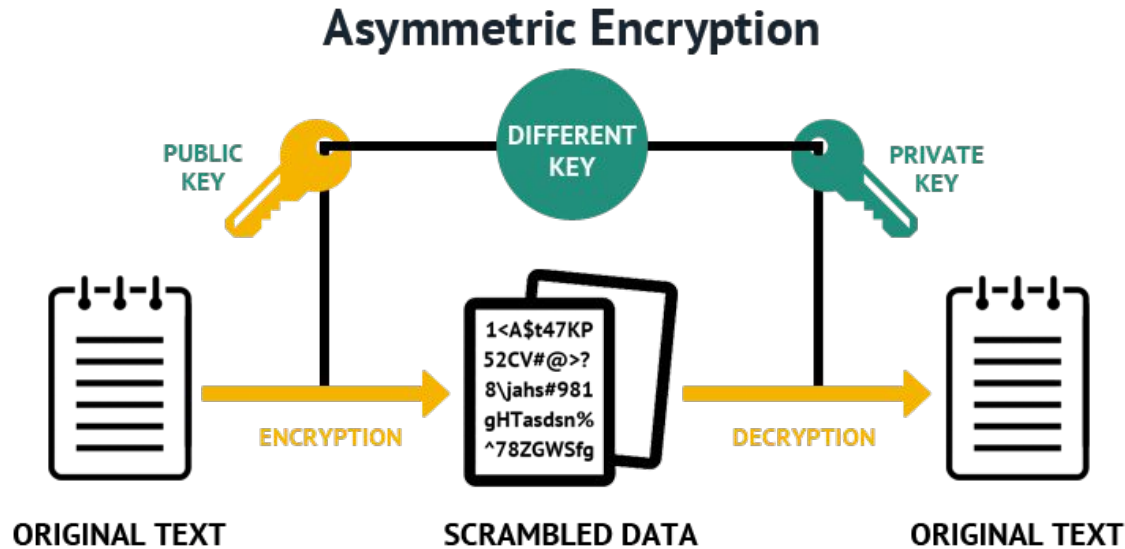 Asymmetric Encryption
PUBLIC
KEY
DIFFERENT
KEY
PRIVATE
KEY
1<A$t47KP
52CV#@>?
8\jahs#981
gHTasdsn%
^78ZGWSfg
ENCRYPTION
DECRYPTION
ORIGINAL TEXT
SCRAMBLED DATA
ORIGINAL TEXT